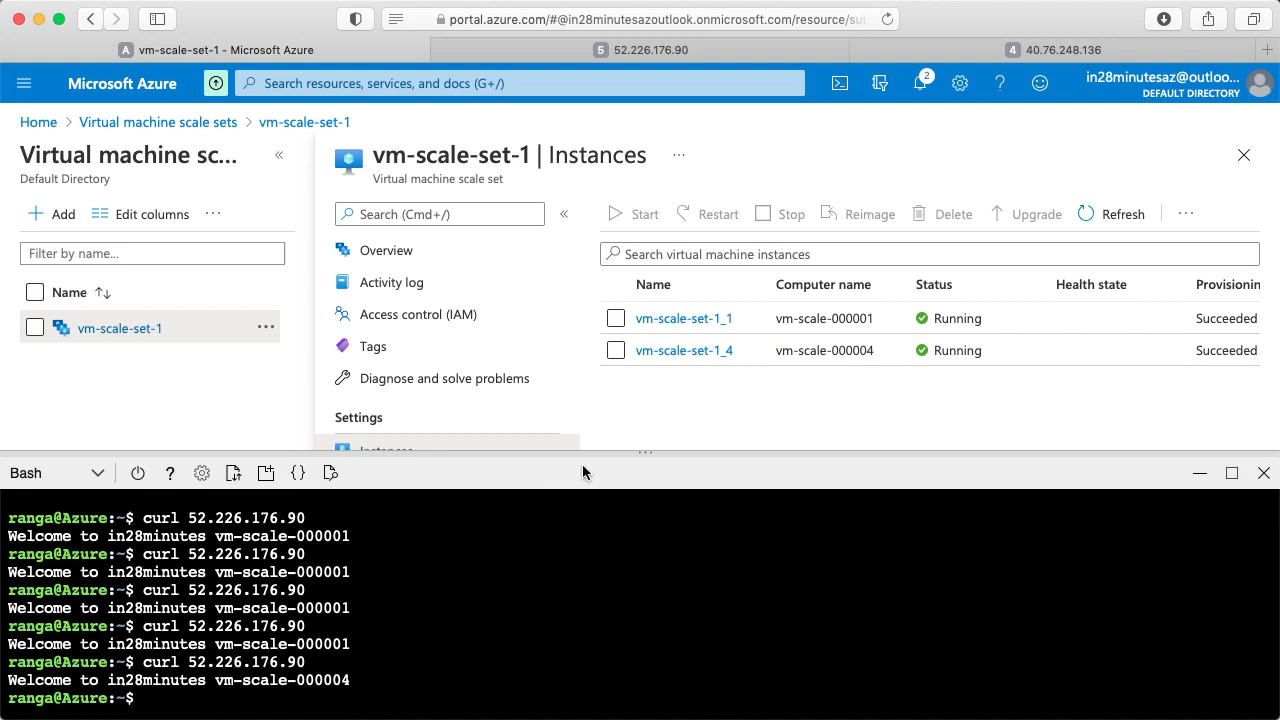 portal.azure.com/#@in28minutesazoutlook.onmicrosoft.com/resource/su
A vm-scale-set-1 - Microsoft Azure
5 52.226.176.90
4 40.76.248.136
Microsoft Azure
Search resources, services, and docs (G+/)
2
in28minutesaz@outloo...
DEFAULT DIRECTORY
Home > Virtual machine scale sets > vm-scale-set-1
Virtual machine sc...
Default Directory
Add
Edit columns
Filter by name...
Name
vm-scale-set-1
vm-scale-set-1 | Instances
Virtual machine scale set
Search (Cmd+/)
Overview
Activity log
Access control (IAM)
Tags
Diagnose and solve problems
Settings
Instances
Start Restart Stop Reimage Delete Upgrade Refresh
Search virtual machine instances
Name Computer name Status Health state Provisionin
vm-scale-set-1_1 vm-scale-000001 Running Succeeded
vm-scale-set-1_4 vm-scale-000004 Running Succeeded
Bash
ranga@Azure:~$ curl 52.226.176.90
Welcome to in28minutes vm-scale-000001
ranga@Azure:~$ curl 52.226.176.90
Welcome to in28minutes vm-scale-000001
ranga@Azure:~$ curl 52.226.176.90
Welcome to in28minutes vm-scale-000001
ranga@Azure:~$ curl 52.226.176.90
Welcome to in28minutes vm-scale-000001
ranga@Azure:~$ curl 52.226.176.90
Welcome to in28minutes vm-scale-000004
ranga@Azure:~$